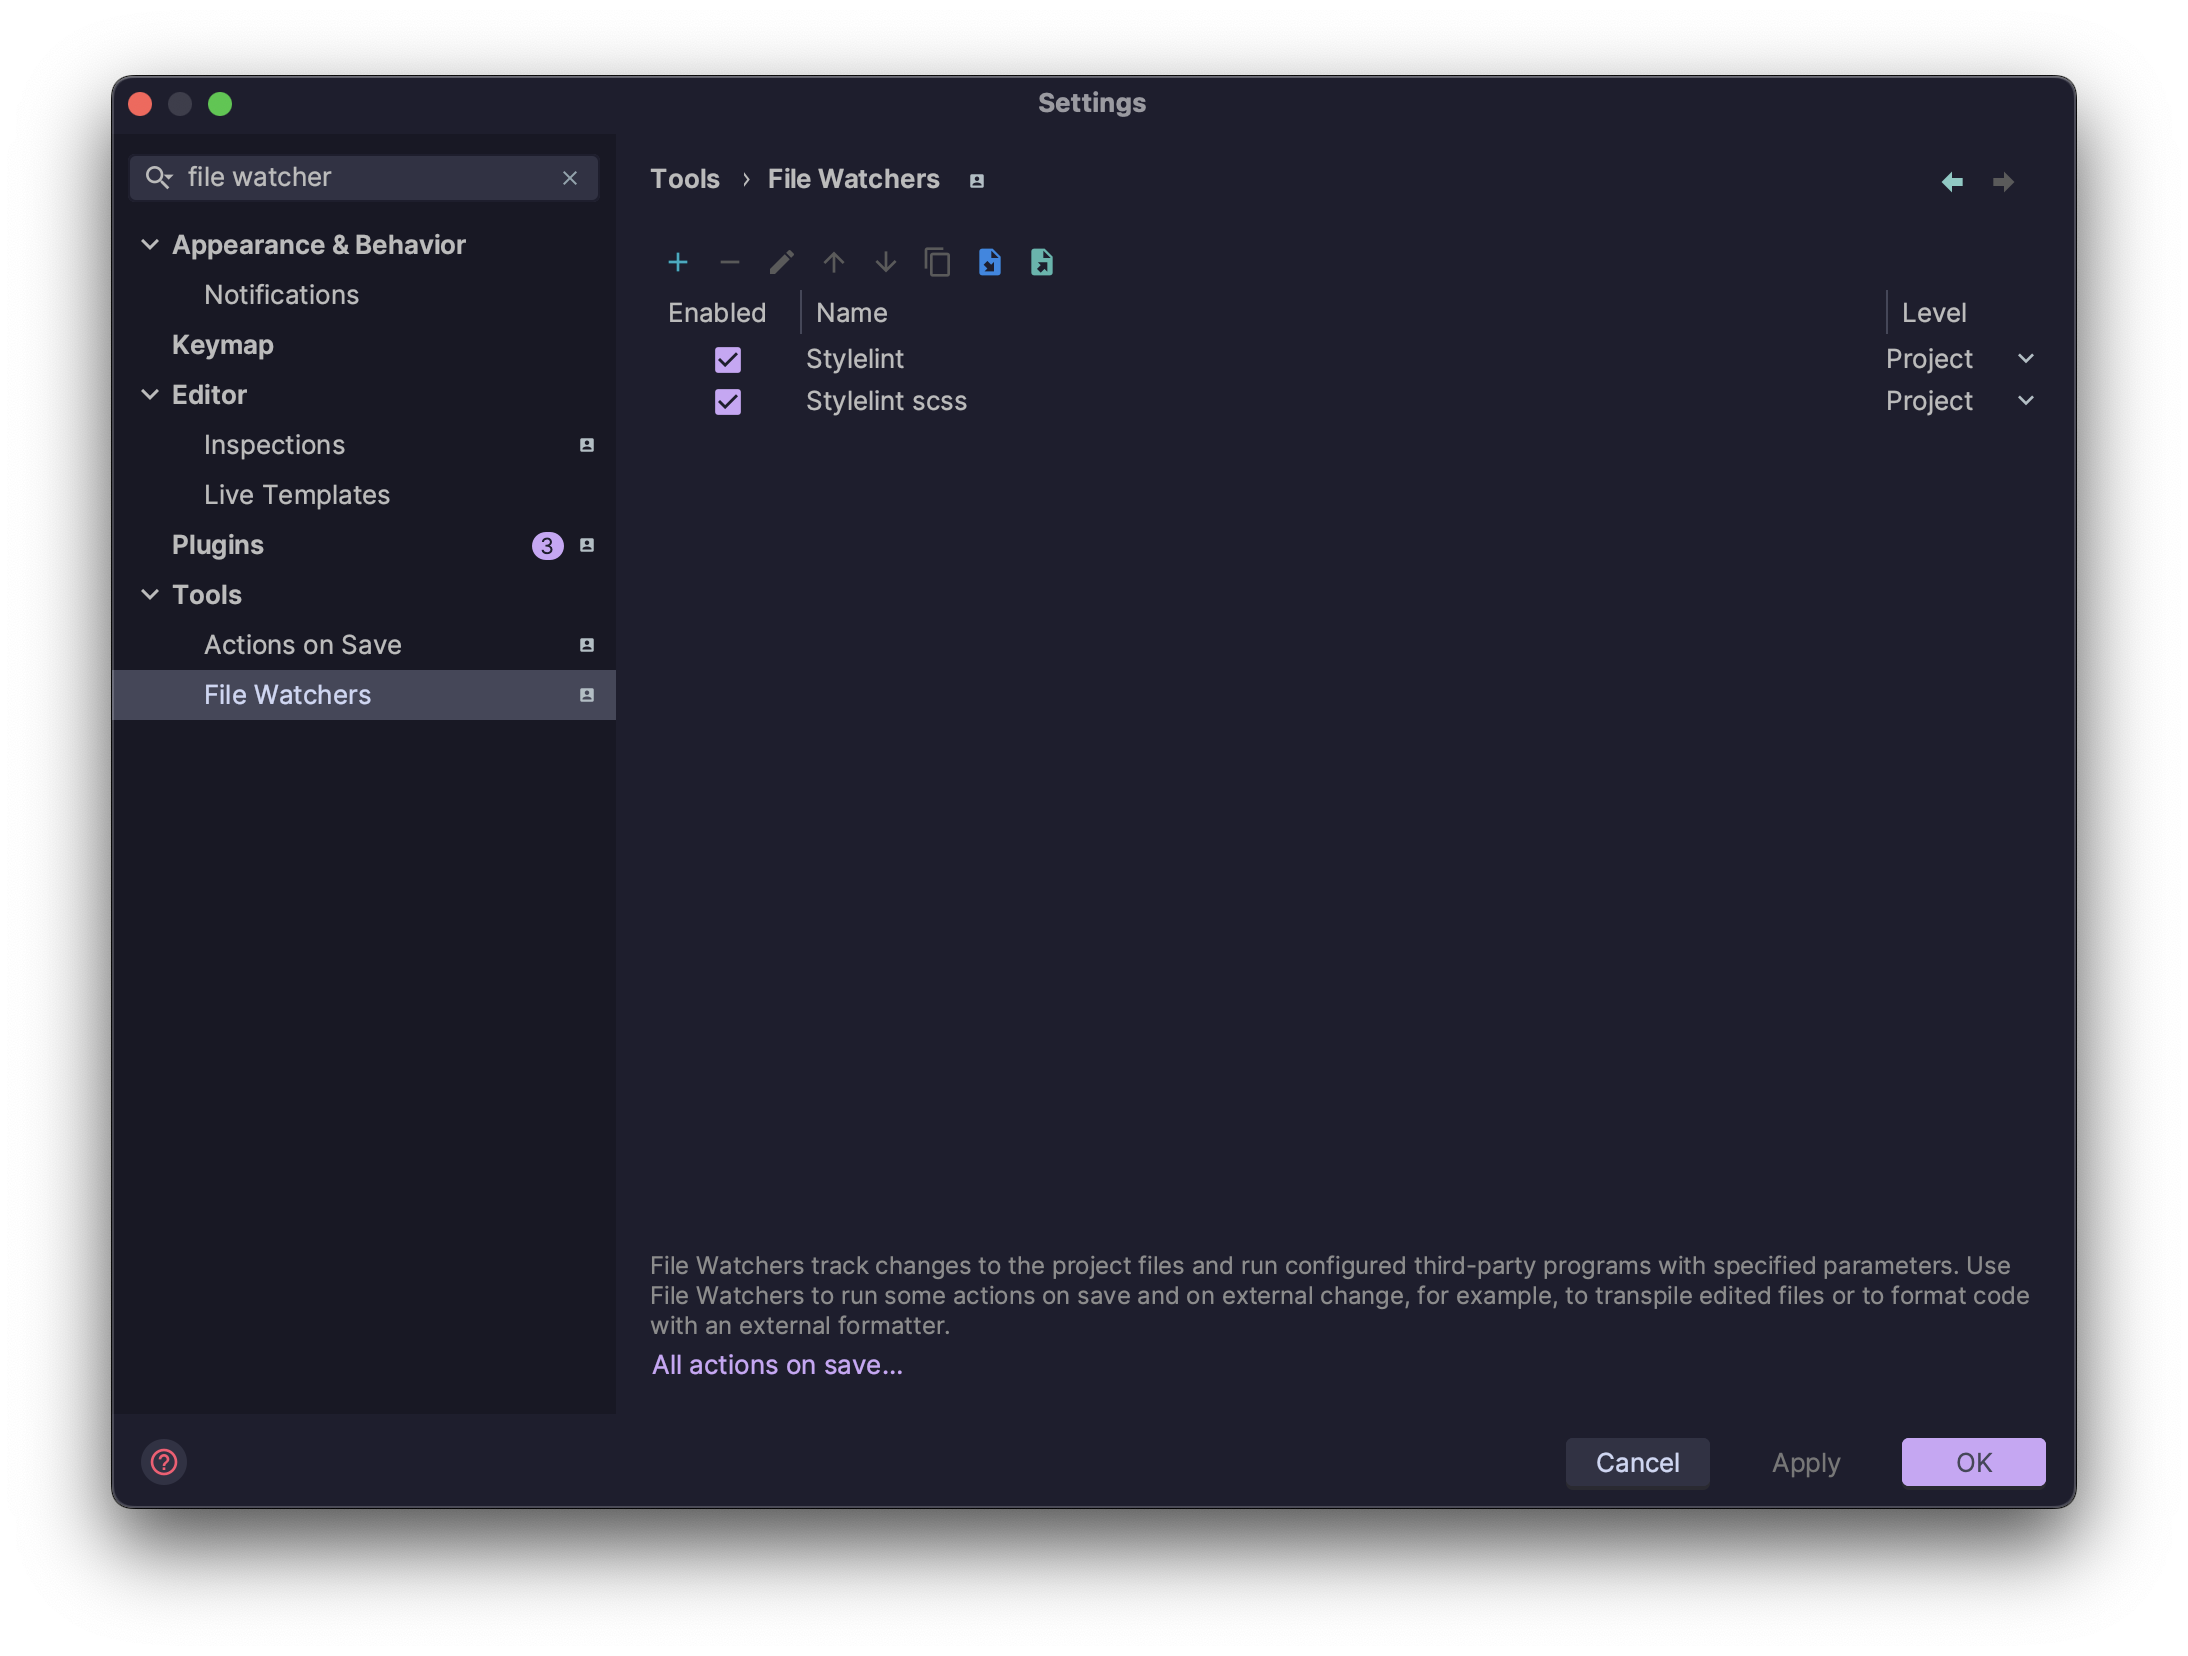 Settings
file watcher
Appearance & Behavior
Notifications
Keymap
Editor
Inspections
Live Templates
Plugins 3
Tools
Actions on Save
File Watchers
Tools › File Watchers
Enabled Name Level
Stylelint Project
Stylelint scss Project
File Watchers track changes to the project files and run configured third-party programs with specified parameters. Use
File Watchers to run some actions on save and on external change, for example, to transpile edited files or to format code
with an external formatter.
All actions on save...
? Cancel Apply OK